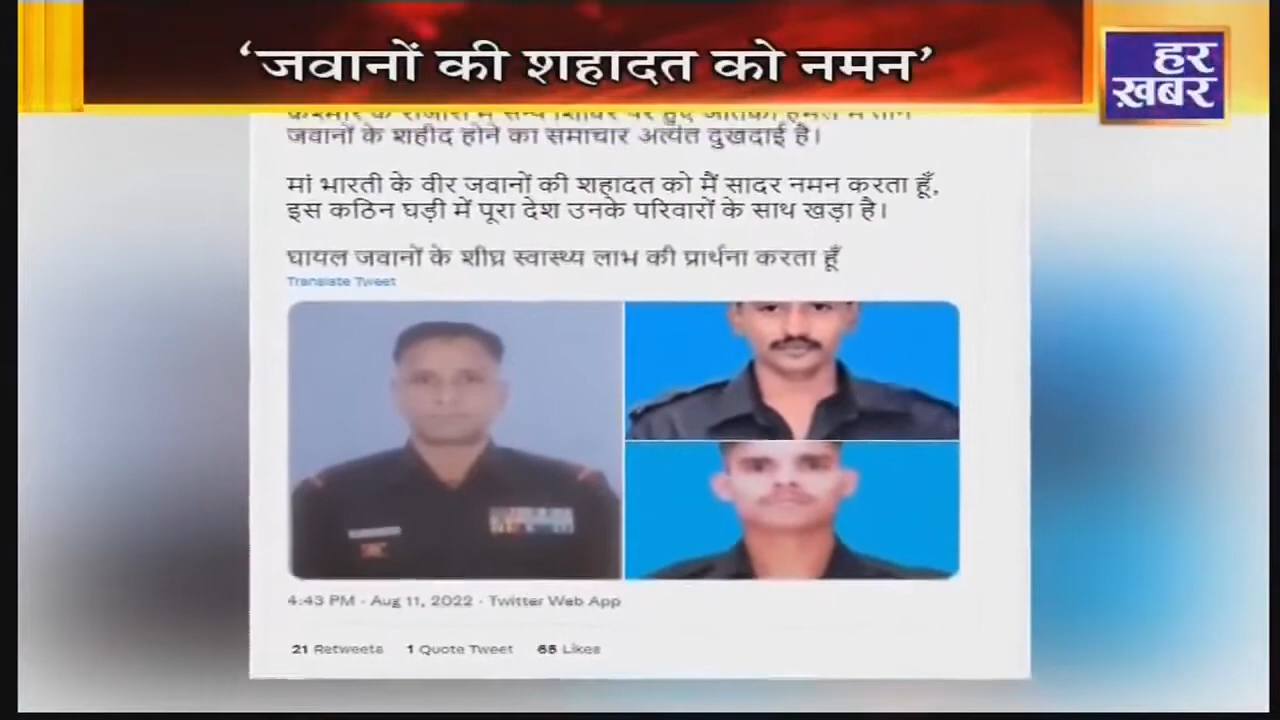 ‘जवानों की शहादत को नमन’
हर
ख़बर
जवानों के शहीद होने का समाचार अत्यंत दुखदाई है।
मां भारती के वीर जवानों की शहादत को मैं सादर नमन करता हूँ,
इस कठिन घड़ी में पूरा देश उनके परिवारों के साथ खड़ा है।
घायल जवानों के शीघ्र स्वास्थ्य लाभ की प्रार्थना करता हूँ
Translate Tweet
4:43 PM · Aug 11, 2022 · Twitter Web App
21 Retweets 1 Quote Tweet 65 Likes